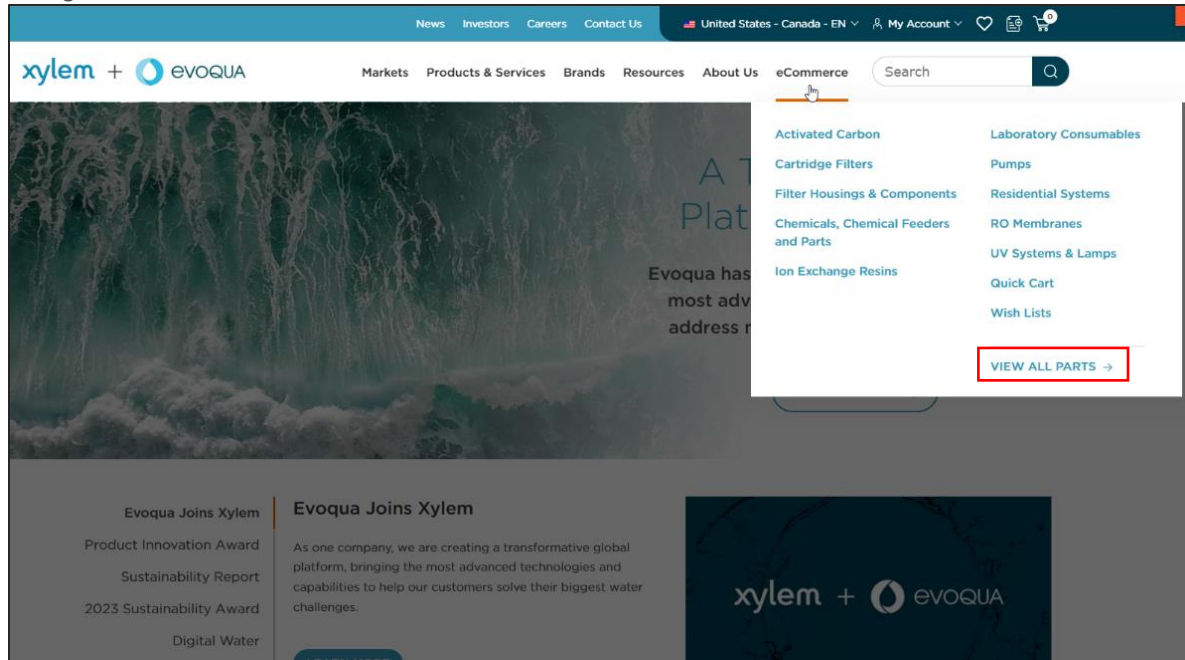 News Investors Careers Contact Us United States - Canada - EN My Account 0
xylem + evoqua
Markets Products & Services Brands Resources About Us eCommerce Search
Activated Carbon
Cartridge Filters
Filter Housings & Components
Chemicals, Chemical Feeders
and Parts
Ion Exchange Resins
Laboratory Consumables
Pumps
Residential Systems
RO Membranes
UV Systems & Lamps
Quick Cart
Wish Lists
VIEW ALL PARTS →
A
Plat
Evoqua has
most adv
address
Evoqua Joins Xylem
Product Innovation Award
Sustainability Report
2023 Sustainability Award
Digital Water
Evoqua Joins Xylem
As one company, we are creating a transformative global
platform, bringing the most advanced technologies and
capabilities to help our customers solve their biggest water
challenges.
xylem + evoqua